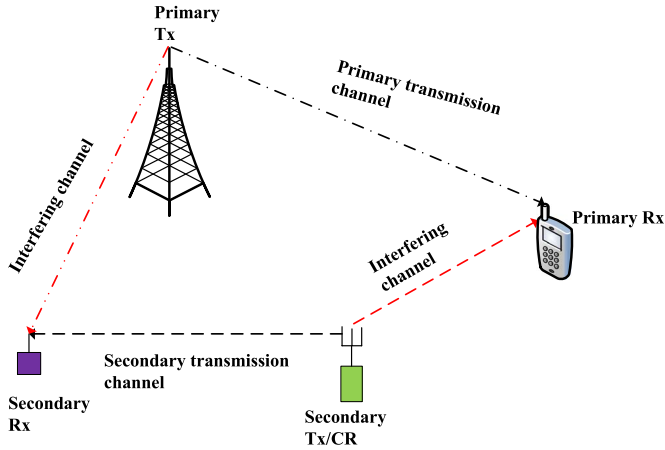 Primary
Tx
Primary transmission
channel
Interfering channel
Primary Rx
Interfering
channel
Secondary transmission
channel
Secondary
Rx
Secondary
Tx/CR